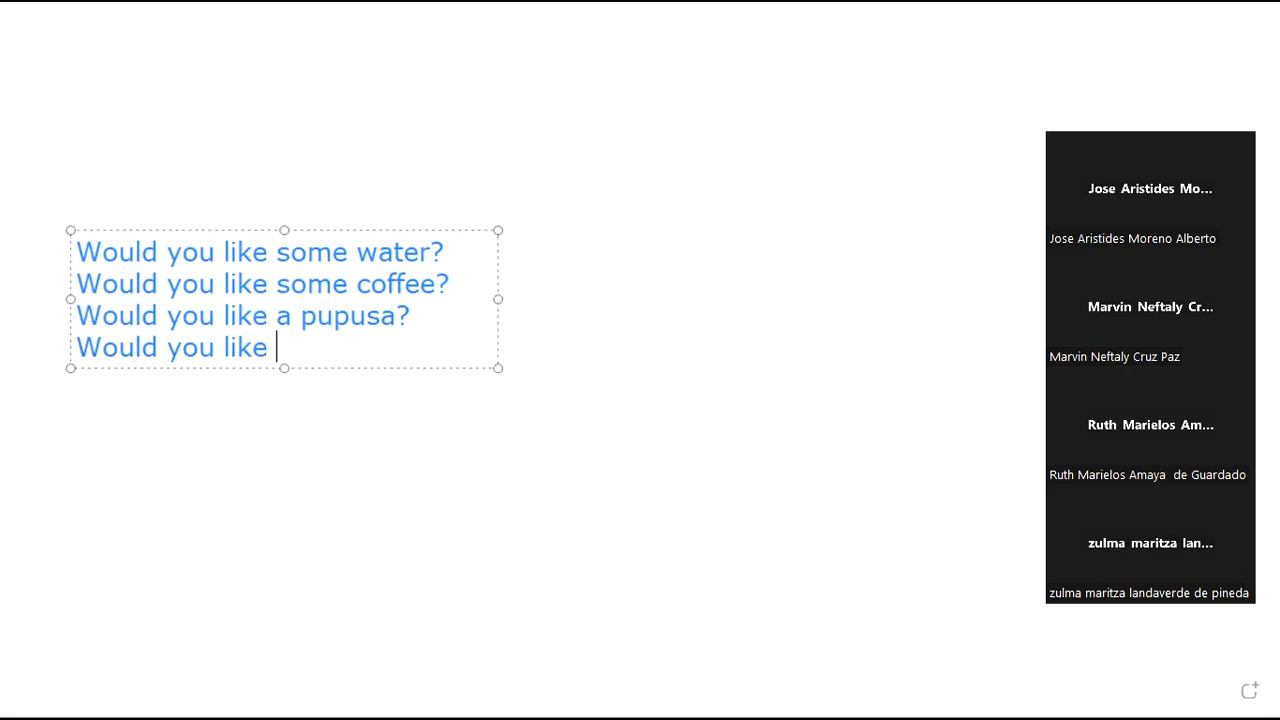 Would you like some water?
Would you like some coffee?
Would you like a pupusa?
Would you like
Jose Aristides Mo...
Jose Aristides Moreno Alberto
Marvin Neftaly Cr...
Marvin Neftaly Cruz Paz
Ruth Marielos Am...
Ruth Marielos Amaya de Guardado
zulma maritza lan...
zulma maritza landaverde de pineda